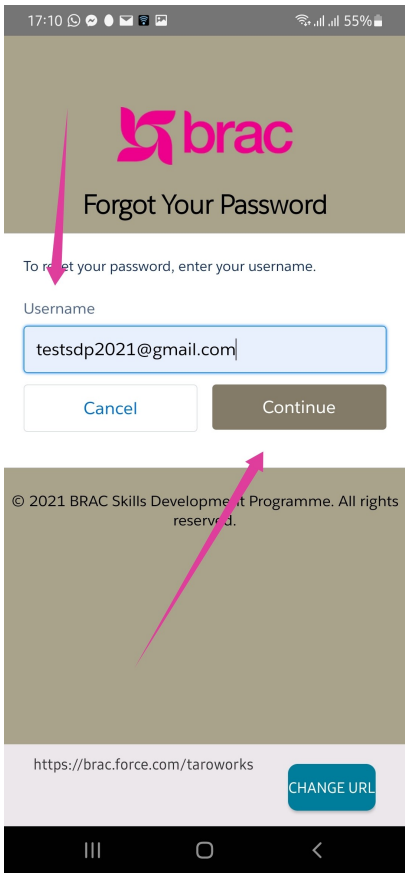 17:10 55%
brac
Forgot Your Password
To reset your password, enter your username.
Username
testsdp2021@gmail.com
Cancel Continue
© 2021 BRAC Skills Development Programme. All rights
reserved.
https://brac.force.com/taroworks
CHANGE URL